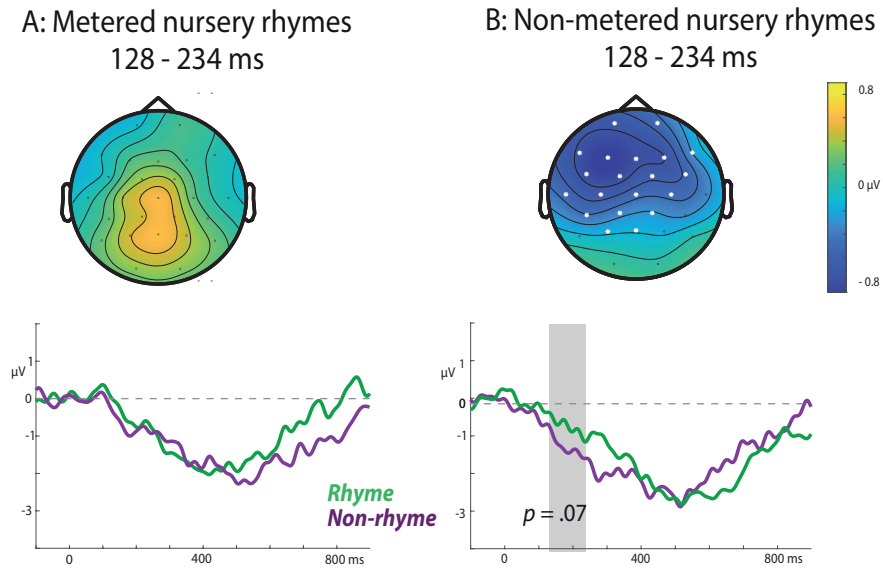 A: Metered nursery rhymes
128 - 234 ms
B: Non-metered nursery rhymes
128 - 234 ms
0.8
0 µV
- 0.8
µV
1
0
-1
-3
0
400
800 ms
Rhyme
Non-rhyme
µV
1
0
-1
-3
p = .07
0
400
800 ms